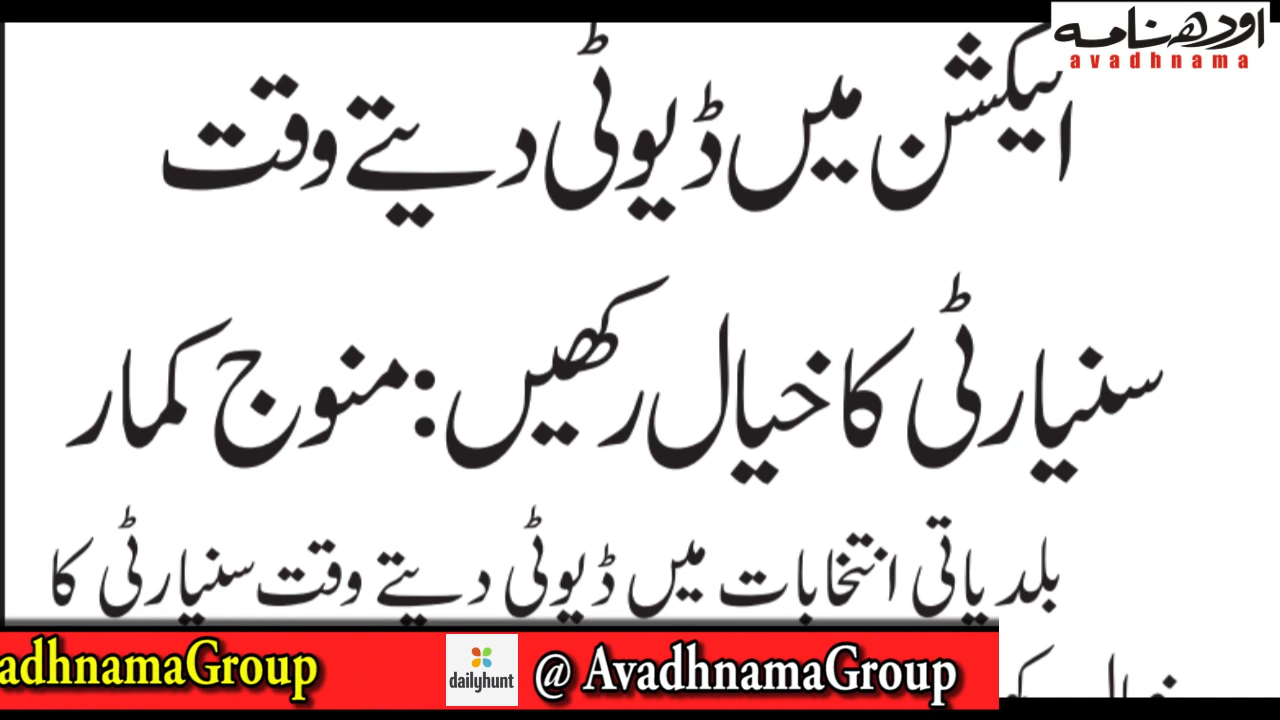 اودھ نامہ
avadhnama
الیکشن میں ڈیوٹی دیتے وقت
سنیارٹی کا خیال رکھیں: منوج کمار
بلدیاتی انتخابات میں ڈیوٹی دیتے وقت سنیارٹی کا
adhnamaGroup
dailyhunt
@ AvadhnamaGroup